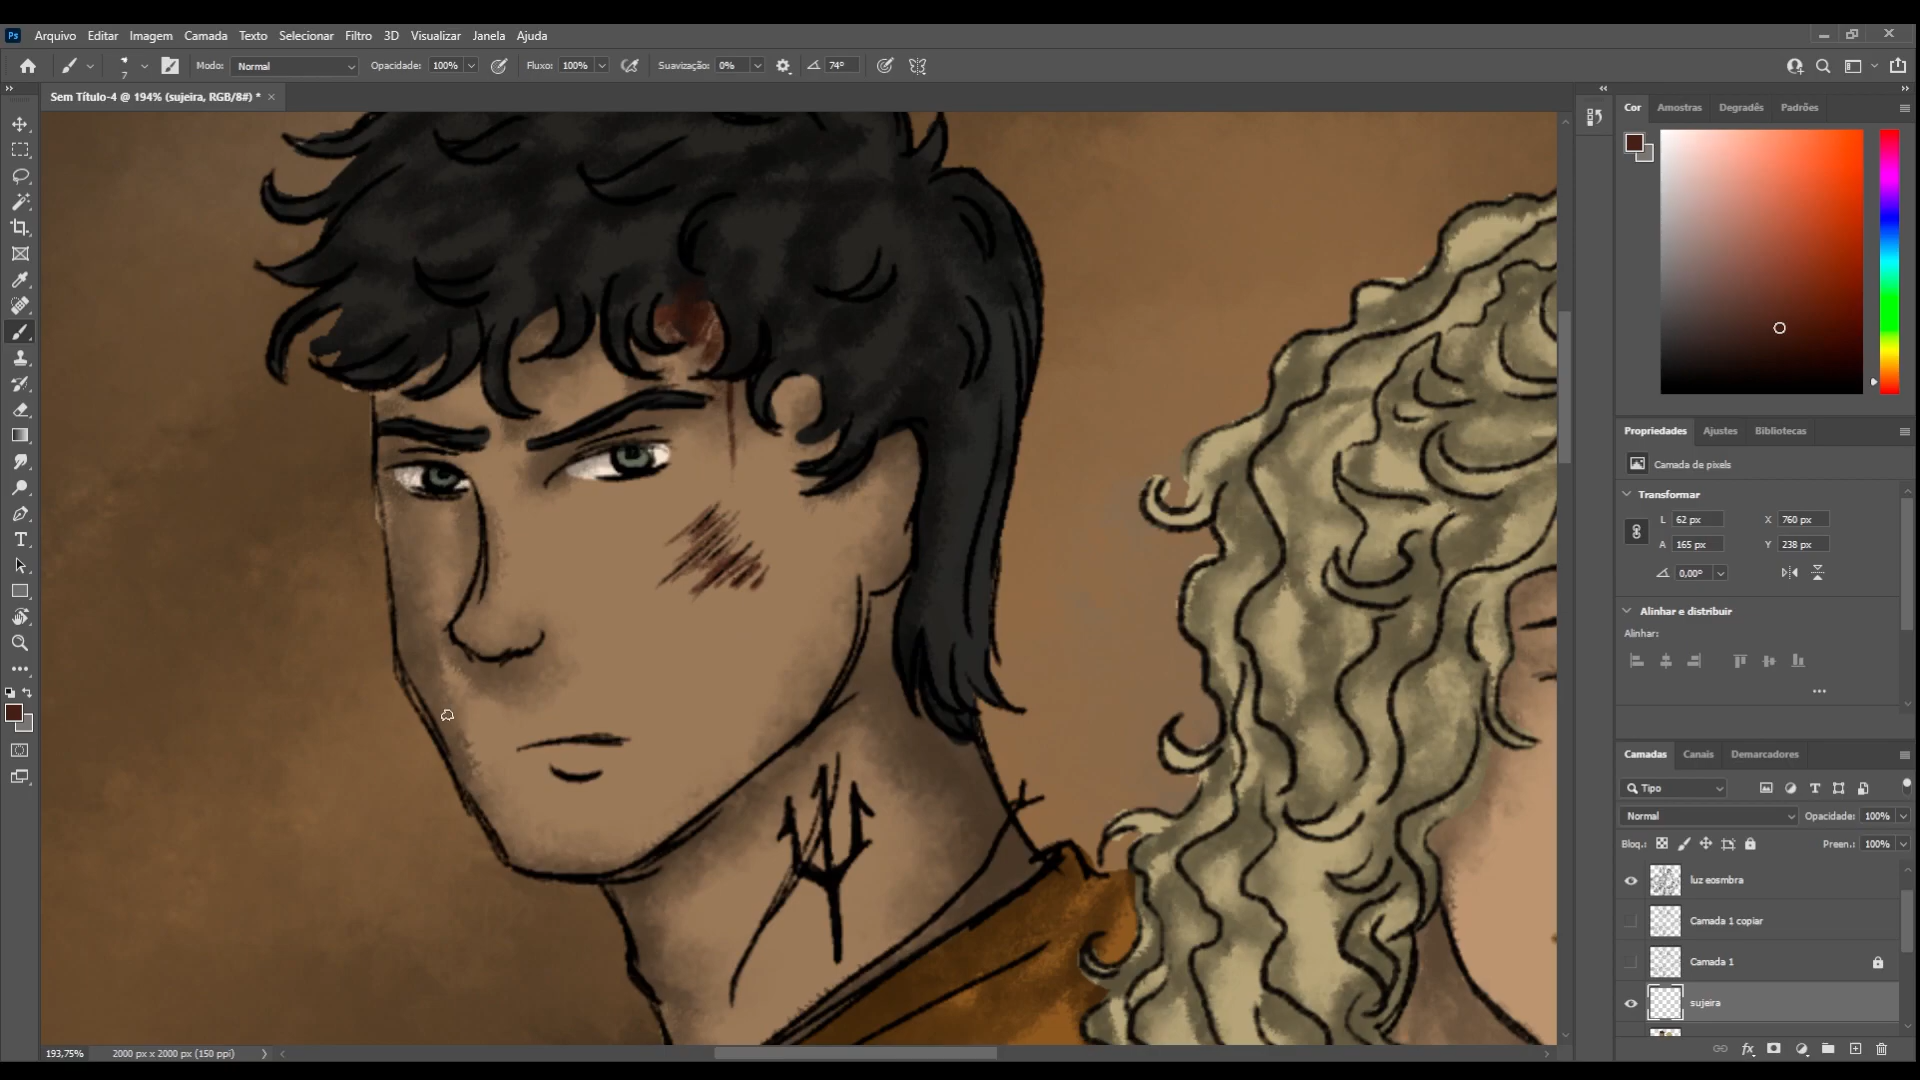 Ps Arquivo Editar Imagem Camada Texto Selecionar Filtro 3D Visualizar Janela Ajuda
7 Modo: Normal Opacidade: 100% Fluxo: 100% Suavização: 0% 74°
Sem Título-4 @ 194% (sujeira, RGB/8#) * ×
Cor Amostras Degradês Padrões
Propriedades Ajustes Bibliotecas
Camada de pixels
Transformar
L 62 px X 760 px
A 165 px Y 238 px
0,00°
Alinhar e distribuir
Alinhar:
Camadas Canais Demarcadores
Tipo
Normal Opacidade: 100%
Bloq.: Preen.: 100%
luz eosmbra
Camada 1 copiar
Camada 1
sujeira
fx
193,75% 2000 px x 2000 px (150 ppi)